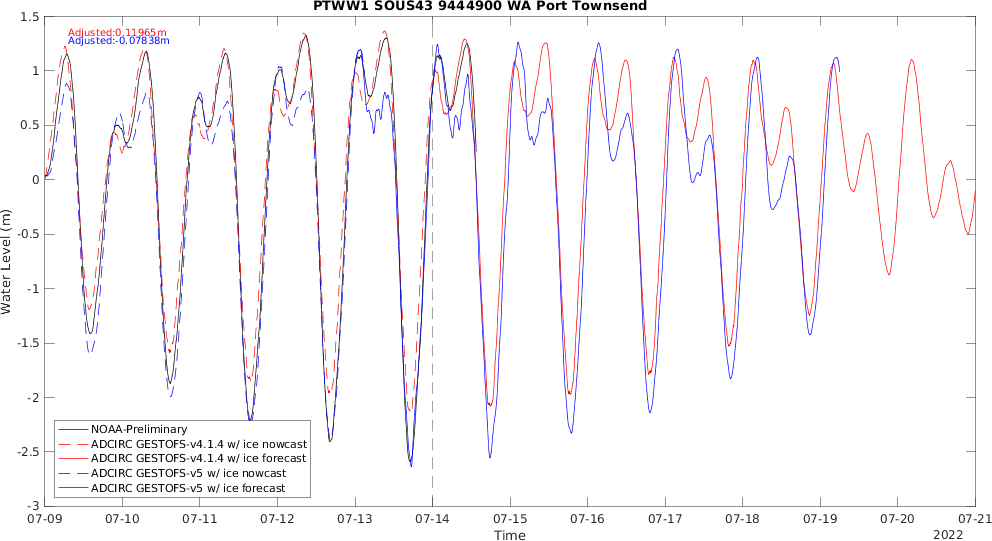 PTWW1 SOUS43 9444900 WA Port Townsend
Adjusted:0.11965m
Adjusted:-0.07838m
Water Level (m)
1.5
1
0.5
0
-0.5
-1
-1.5
-2
-2.5
-3
NOAA-Preliminary
ADCIRC GESTOFS-v4.1.4 w/ ice nowcast
ADCIRC GESTOFS-v4.1.4 w/ ice forecast
ADCIRC GESTOFS-v5 w/ ice nowcast
ADCIRC GESTOFS-v5 w/ ice forecast
07-09 07-10 07-11 07-12 07-13 07-14 07-15 07-16 07-17 07-18 07-19 07-20 07-21
Time
2022